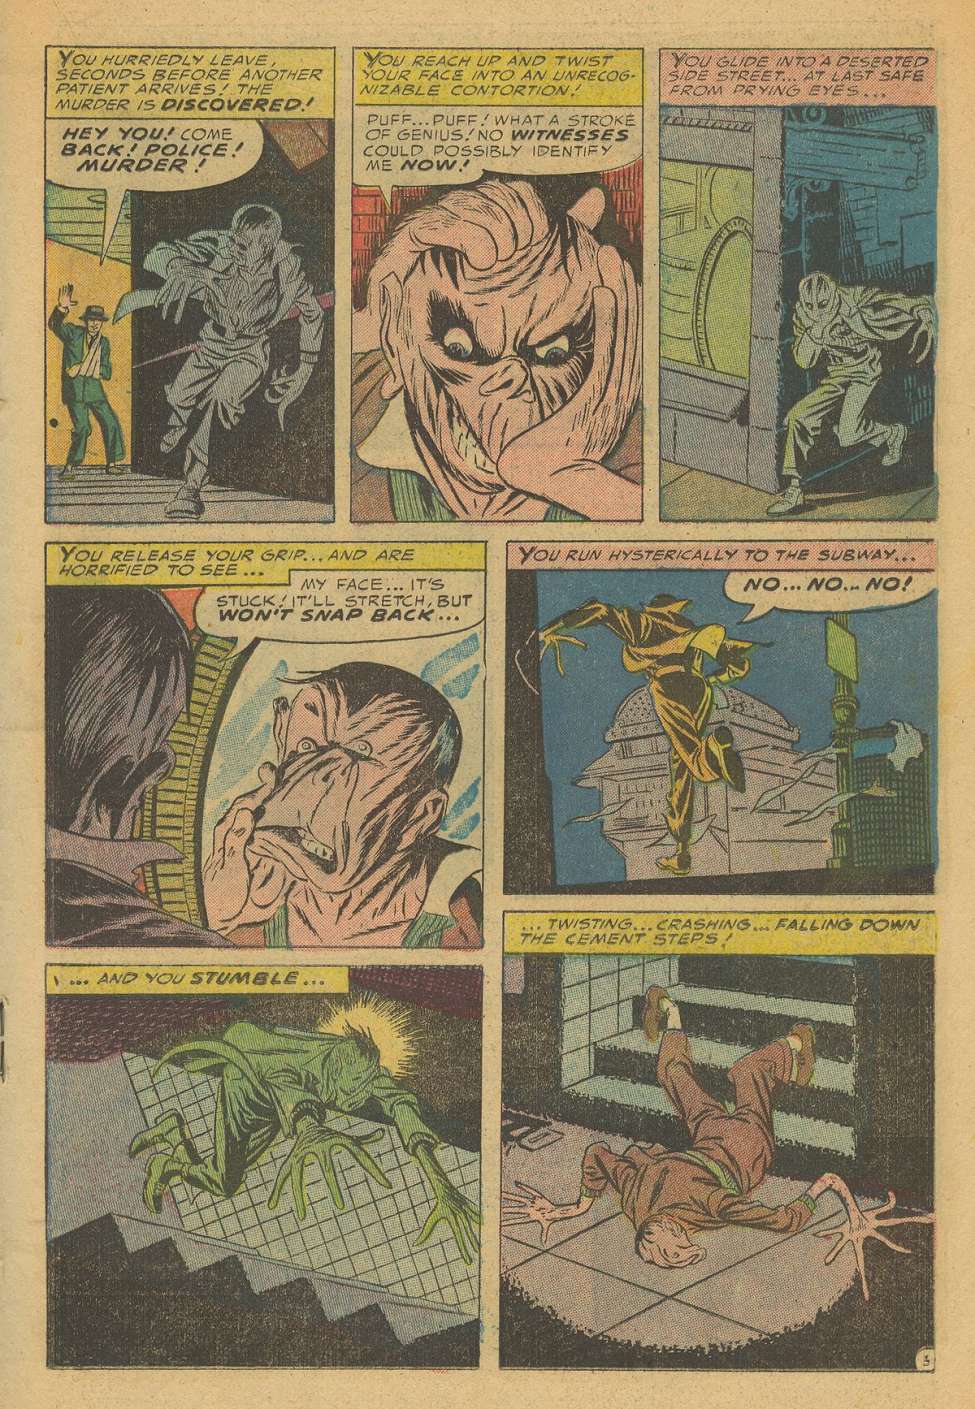 YOU HURRIEDLY LEAVE,
SECONDS BEFORE ANOTHER
PATIENT ARRIVES! THE
MURDER IS DISCOVERED!
HEY YOU! COME
BACK! POLICE!
MURDER!
YOU REACH UP AND TWIST
YOUR FACE INTO AN UNRECOG-
NIZABLE CONTORTION!
PUFF...PUFF! WHAT A STROKE
OF GENIUS! NO WITNESSES
COULD POSSIBLY IDENTIFY
ME NOW!
YOU GLIDE INTO A DESERTED
SIDE STREET... AT LAST SAFE
FROM PRYING EYES...
YOU RELEASE YOUR GRIP... AND ARE
HORRIFIED TO SEE...
MY FACE... IT'S
STUCK! IT'LL STRETCH, BUT
WON'T SNAP BACK...
YOU RUN HYSTERICALLY TO THE SUBWAY...
NO... NO... NO!
... AND YOU STUMBLE...
... TWISTING... CRASHING... FALLING DOWN
THE CEMENT STEPS!
3